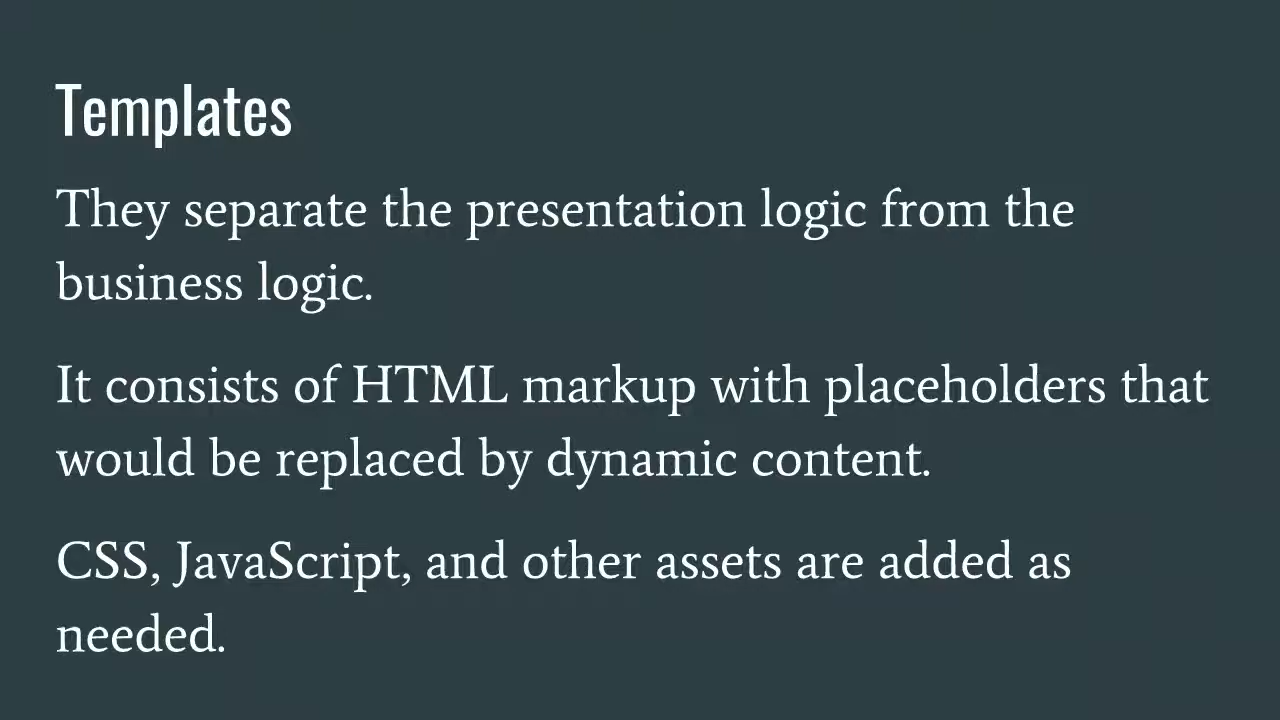 Templates
They separate the presentation logic from the
business logic.
It consists of HTML markup with placeholders that
would be replaced by dynamic content.
CSS, JavaScript, and other assets are added as
needed.